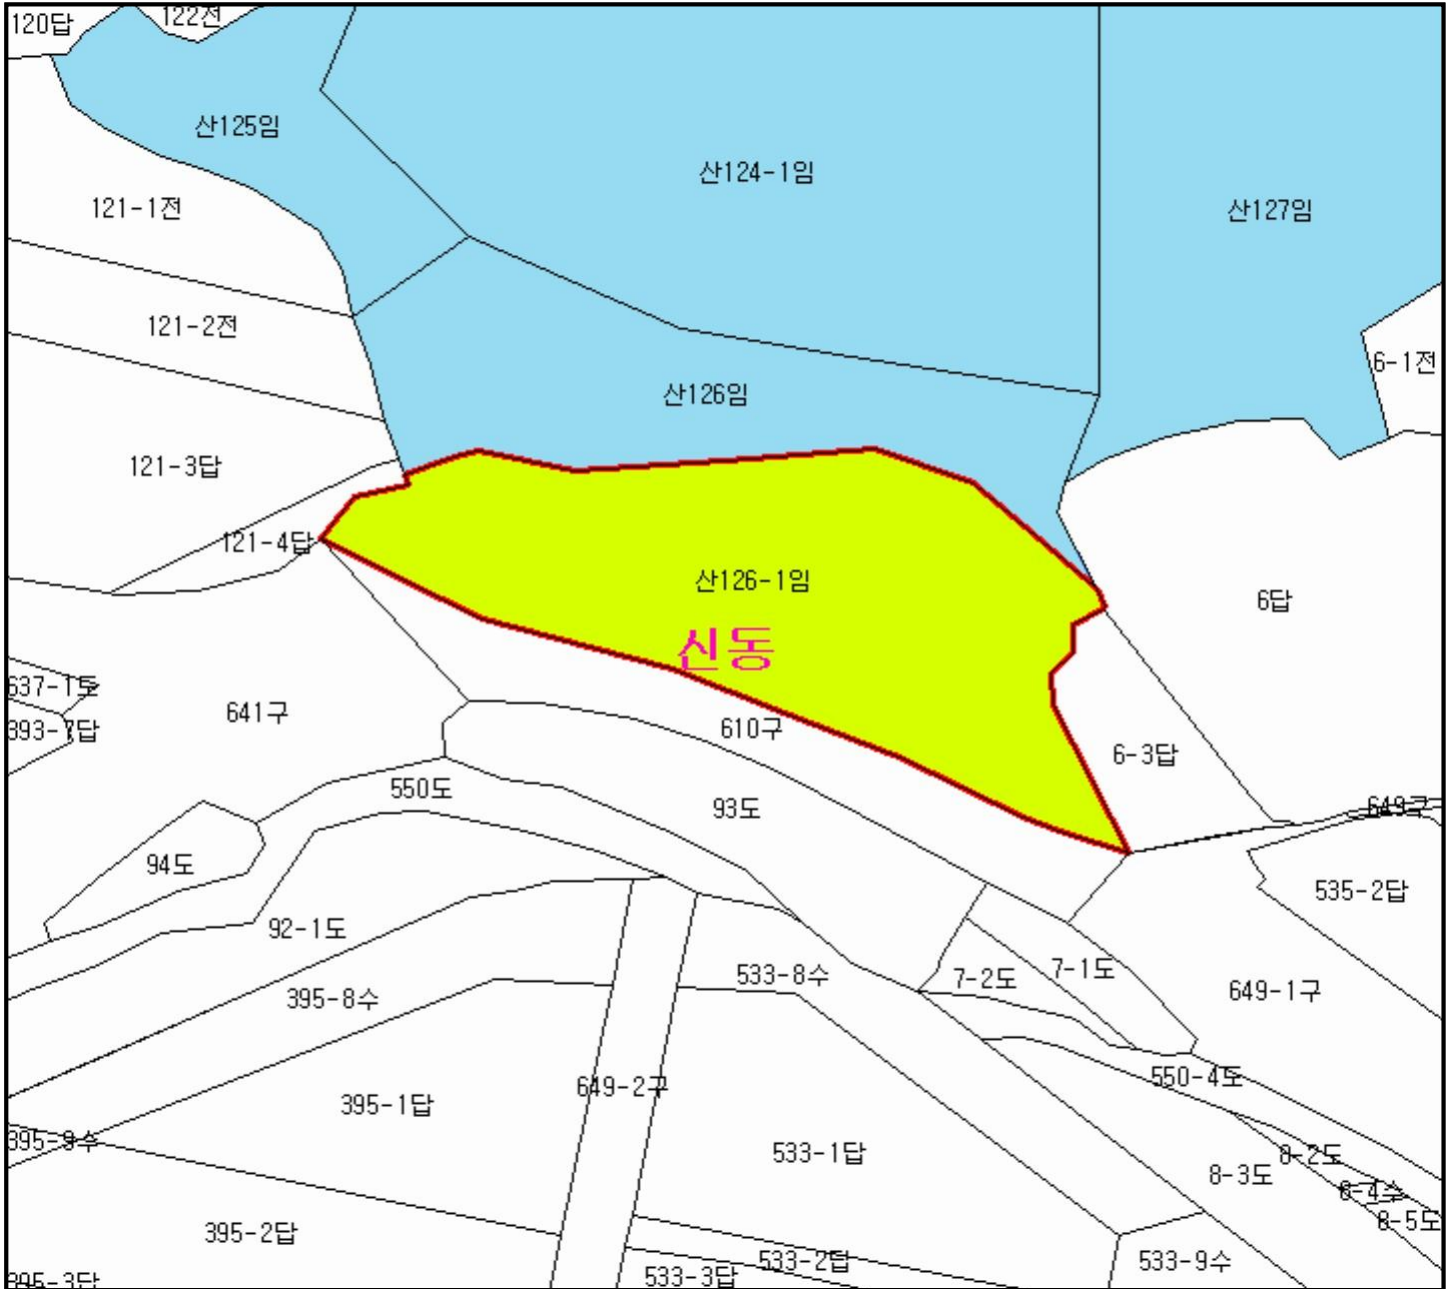 120답
122전
산125임
산124-1임
121-1전
산127임
121-2전
6-1전
산126임
121-3답
121-4답
산126-1임
6답
신동
637-1도
393-7답
641구
610구
6-3답
550도
93도
649구
94도
535-2답
92-1도
533-8수
7-2도
7-1도
395-8수
649-1구
649-2구
550-4도
395-1답
395-9수
533-1답
8-2도
8-3도
8-4수
8-5도
395-2답
533-2답
533-9수
533-3답
395-3답